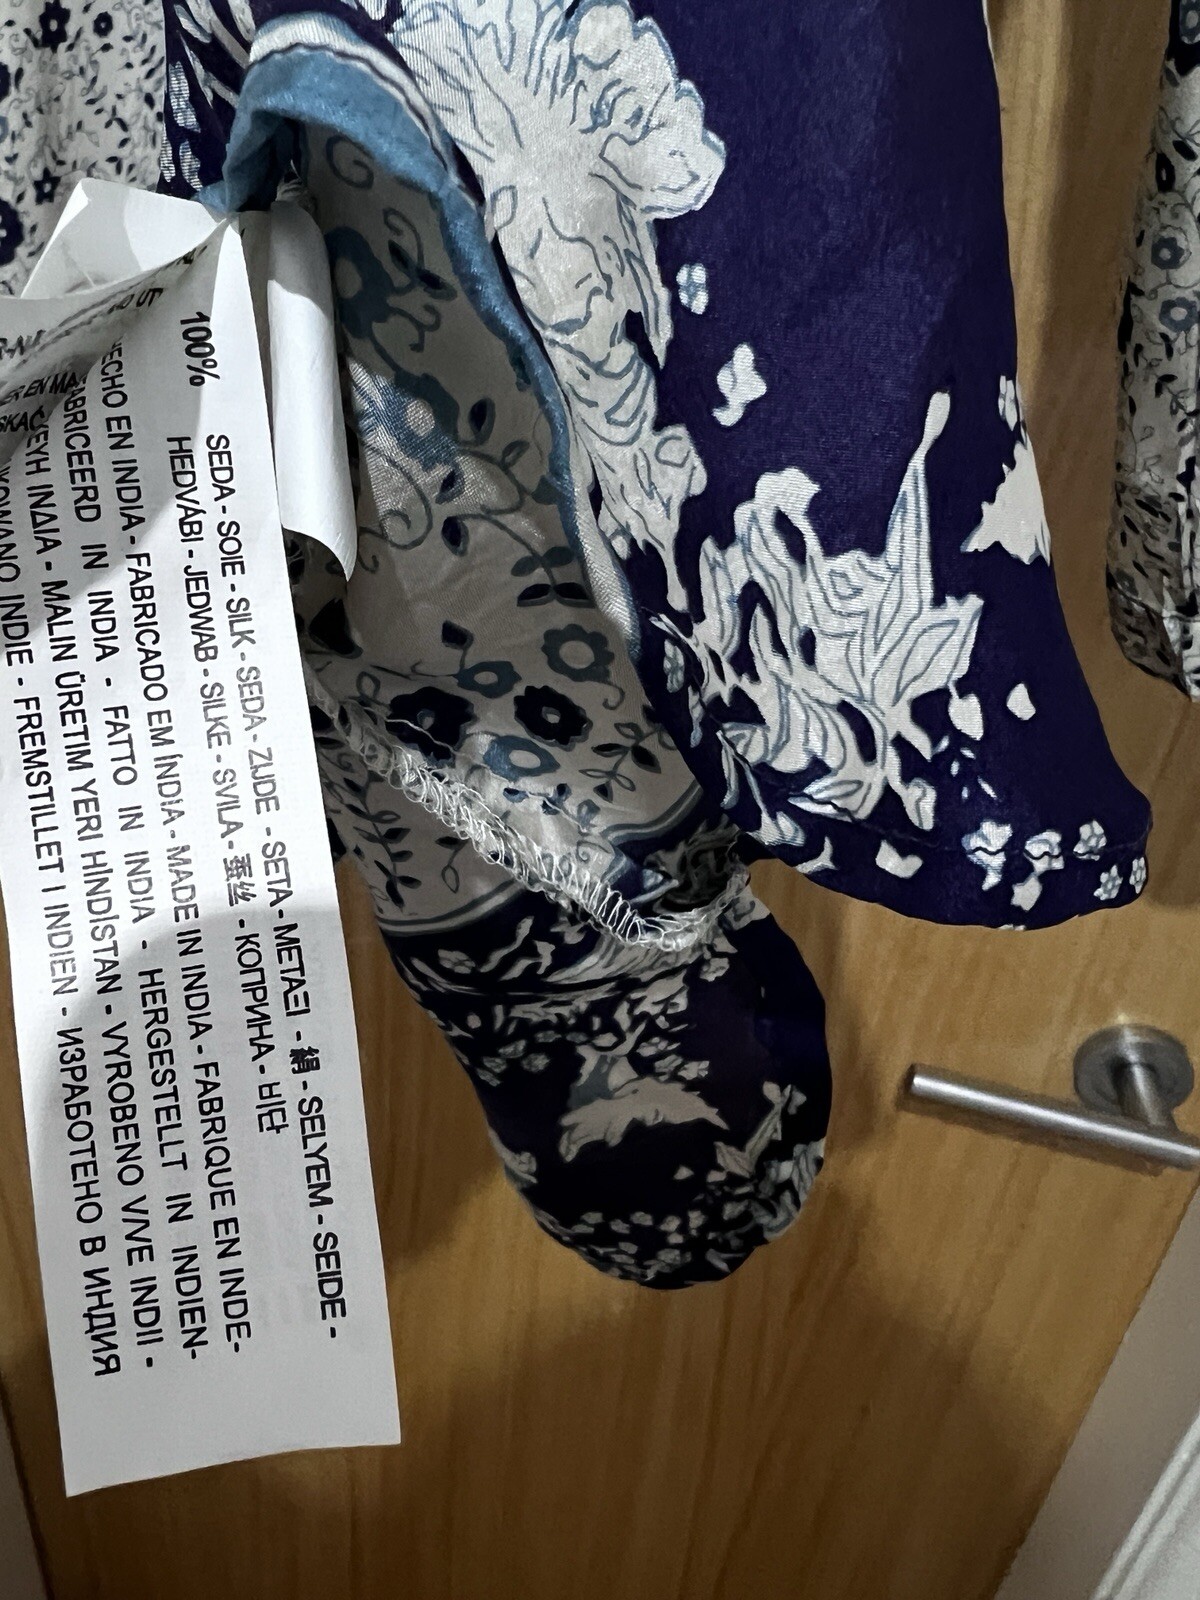 100% SEDA - SOIE - SILK - SEDA - ZIJDE - SETA - ΜΕΤΑΞΙ - 絹 - SELYEM - SEIDE -
HEDVÁBI - JEDWAB - SILKE - SVILA - 蚕丝 - КОПРИНА - 비단
HECHO EN INDIA - FABRICADO EM ÍNDIA - MADE IN INDIA - FABRIQUE EN INDE-
FABRICEERD IN INDIA - FATTO IN INDIA - HERGESTELLT IN INDIEN-
INΔIA - MALIN ÜRETIM YERI HİNDİSTAN - VYROBENO V/VE INDII -
INDIE - FREMSTILLET I INDIEN - ИЗРАБОТЕНО В ИНДИЯ